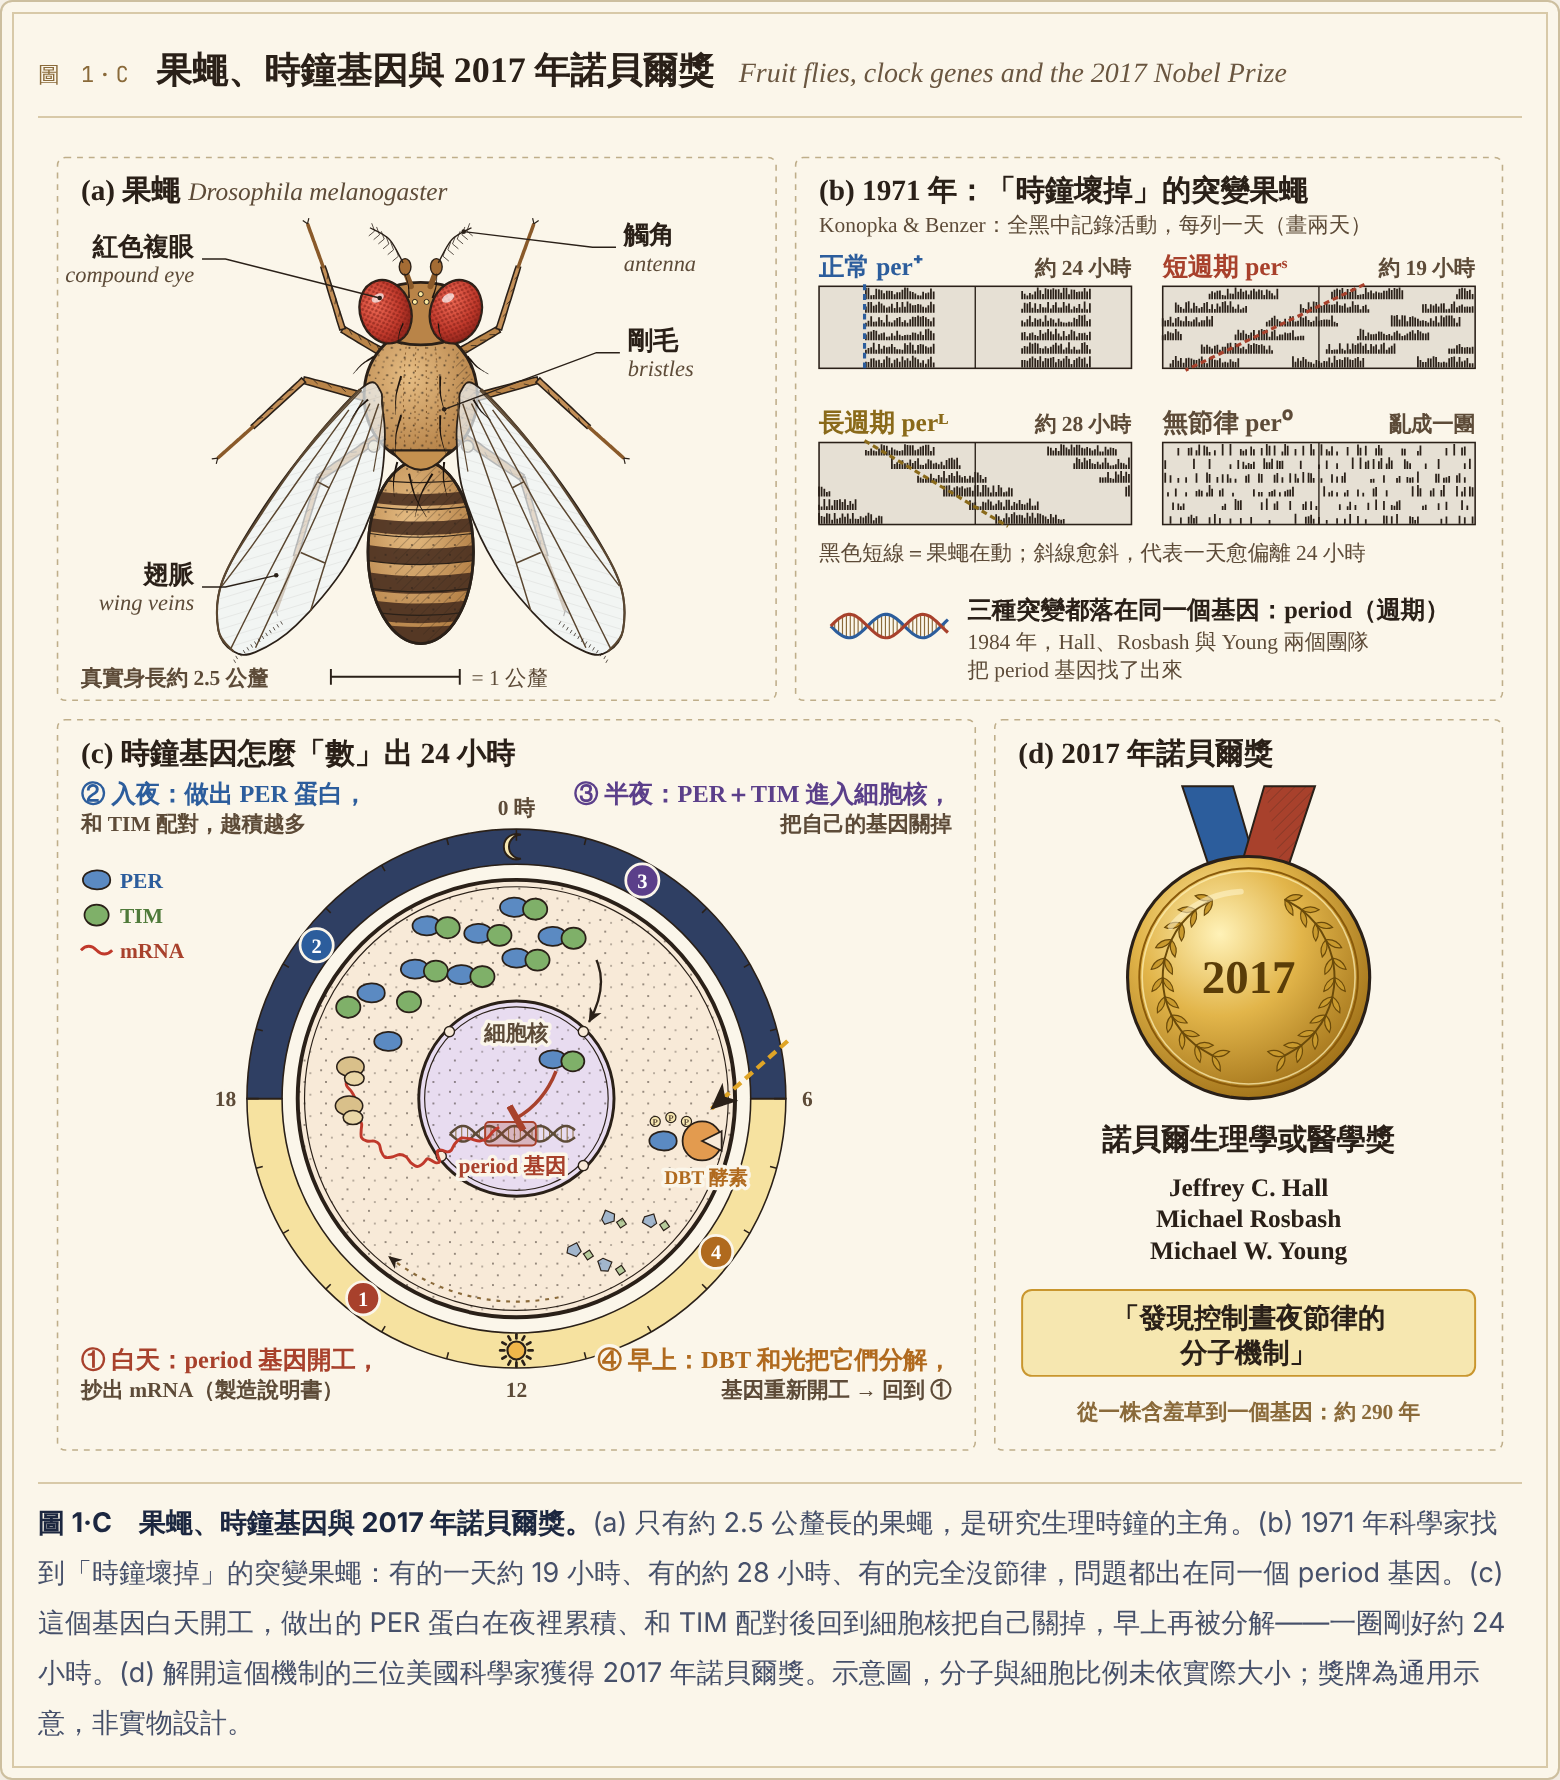 圖 1·C 果蠅、時鐘基因與 2017 年諾貝爾獎 Fruit flies, clock genes and the 2017 Nobel Prize
(a) 果蠅 Drosophila melanogaster
紅色複眼
compound eye
觸角
antenna
剛毛
bristles
翅脈
wing veins
真實身長約 2.5 公釐
= 1 公釐
(b) 1971 年：「時鐘壞掉」的突變果蠅
Konopka & Benzer：全黑中記錄活動，每列一天（畫兩天）
正常 per⁺ 約 24 小時
短週期 perˢ 約 19 小時
長週期 perᴸ 約 28 小時
無節律 per⁰ 亂成一團
黑色短線＝果蠅在動；斜線愈斜，代表一天愈偏離 24 小時
三種突變都落在同一個基因：period（週期）
1984 年，Hall、Rosbash 與 Young 兩個團隊
把 period 基因找了出來
(c) 時鐘基因怎麼「數」出 24 小時
② 入夜：做出 PER 蛋白，
和 TIM 配對，越積越多
0 時
③ 半夜：PER＋TIM 進入細胞核，
把自己的基因關掉
PER
TIM
mRNA
3
2
細胞核
18
6
P P P
period 基因
DBT 酵素
4
1
① 白天：period 基因開工，
抄出 mRNA（製造說明書）
12
④ 早上：DBT 和光把它們分解，
基因重新開工 → 回到 ①
(d) 2017 年諾貝爾獎
2017
諾貝爾生理學或醫學獎
Jeffrey C. Hall
Michael Rosbash
Michael W. Young
「發現控制晝夜節律的
分子機制」
從一株含羞草到一個基因：約 290 年
圖 1·C 果蠅、時鐘基因與 2017 年諾貝爾獎。(a) 只有約 2.5 公釐長的果蠅，是研究生理時鐘的主角。(b) 1971 年科學家找
到「時鐘壞掉」的突變果蠅：有的一天約 19 小時、有的約 28 小時、有的完全沒節律，問題都出在同一個 period 基因。(c)
這個基因白天開工，做出的 PER 蛋白在夜裡累積、和 TIM 配對後回到細胞核把自己關掉，早上再被分解——一圈剛好約 24
小時。(d) 解開這個機制的三位美國科學家獲得 2017 年諾貝爾獎。示意圖，分子與細胞比例未依實際大小；獎牌為通用示
意，非實物設計。